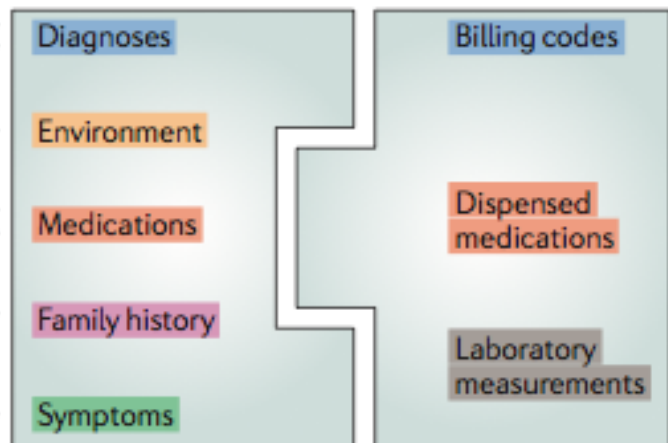 Diagnoses
Environment
Medications
Family history
Symptoms
Billing codes
Dispensed
medications
Laboratory
measurements